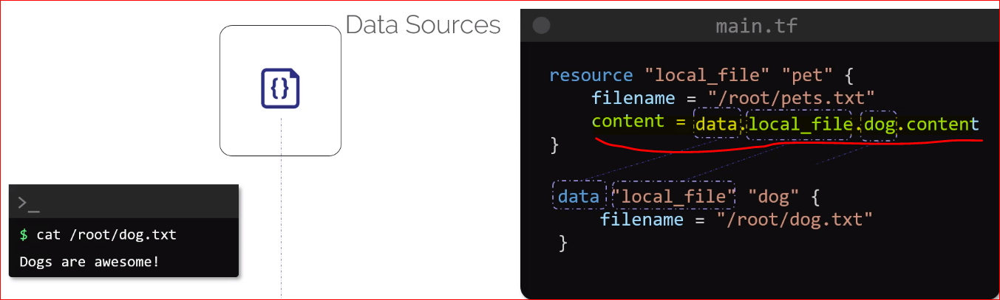 Data Sources
{}
>_
$ cat /root/dog.txt
Dogs are awesome!
main.tf
resource "local_file" "pet" {
filename = "/root/pets.txt"
content = data.local_file.dog.content
}
data "local_file" "dog" {
filename = "/root/dog.txt"
}